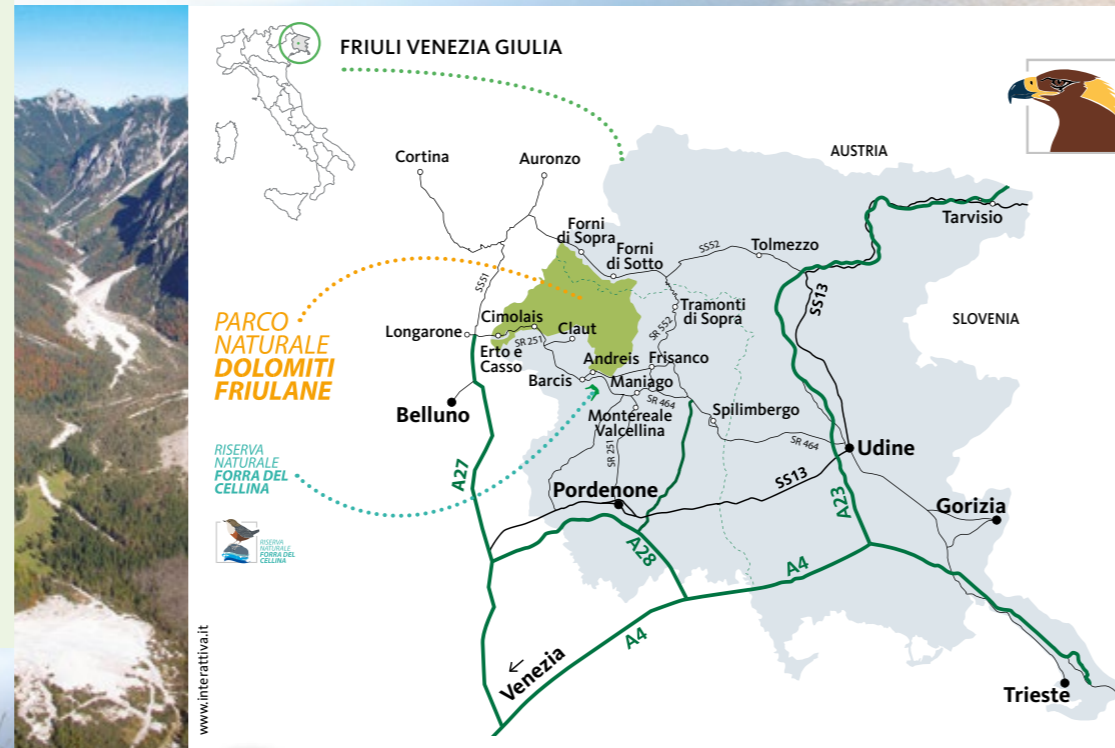 FRIULI VENEZIA GIULIA
AUSTRIA
Cortina
Auronzo
Tarvisio
Forni
di Sopra
Forni
di Sotto
SS52
Tolmezzo
SS51
SS13
SLOVENIA
Tramonti
di Sopra
PARCO
NATURALE
DOLOMITI
FRIULANE
Longarone
Cimolais
SR 251
Claut
SR 552
Erto e
Casso
Andreis
Frisanco
Barcis
Maniago
Belluno
SR 464
Montereale
Valcellina
Spilimbergo
SR 464
Udine
RISERVA
NATURALE
FORRA DEL
CELLINA
A27
SR 251
Pordenone
SS13
A23
Gorizia
RISERVA
NATURALE
FORRA DEL
CELLINA
A28
A4
A4
Venezia
Trieste
www.interattiva.it